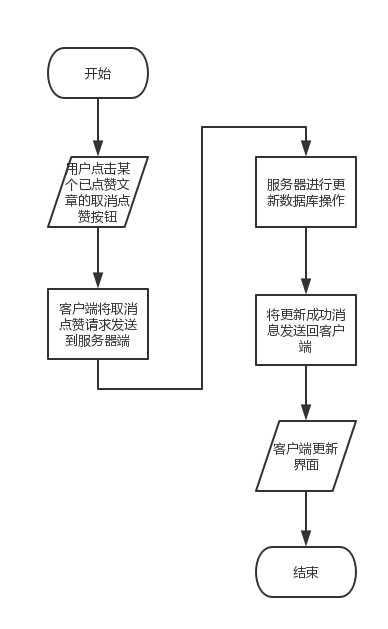 开始
用户点击某
个已点赞文
章的取消点
赞按钮
客户端将取消
点赞请求发送
到服务器端
服务器进行更
新数据库操作
将更新成功消
息发送回客户
端
客户端更新
界面
结束